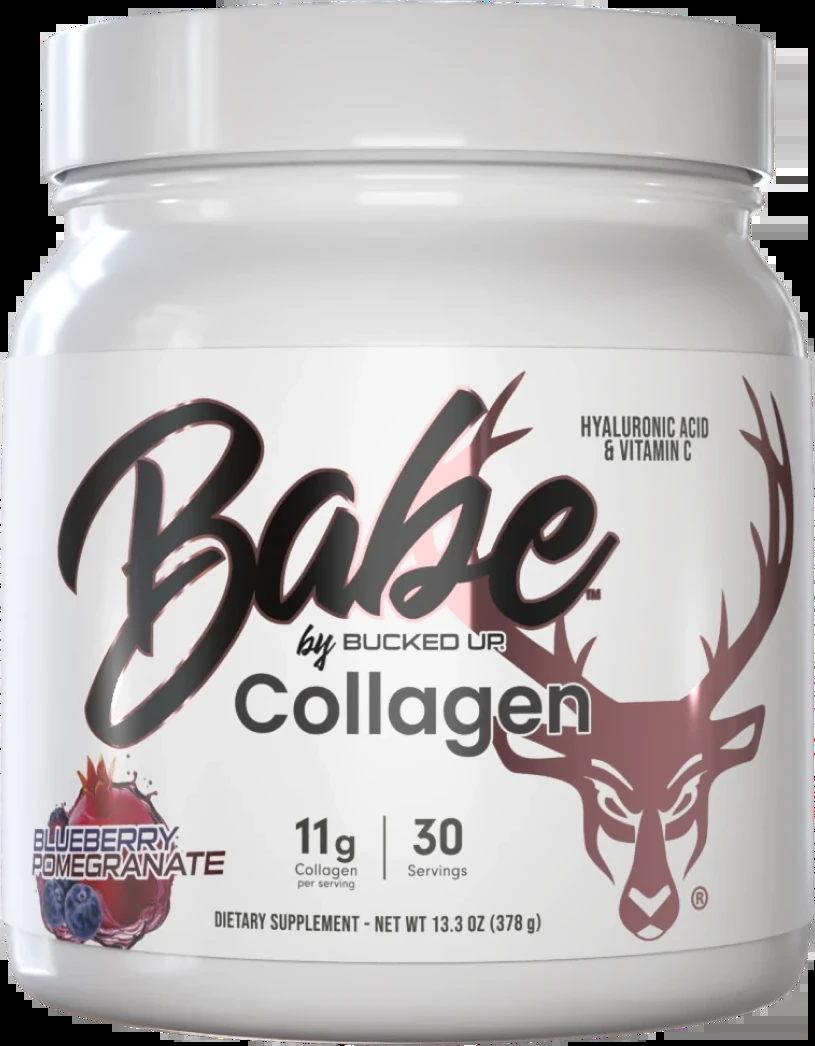 HYALURONIC ACID
& VITAMIN C
Babe™
by BUCKED UP®
Collagen
BLUEBERRY
POMEGRANATE
11g
Collagen
per serving
30
Servings
®
DIETARY SUPPLEMENT - NET WT 13.3 OZ (378 g)